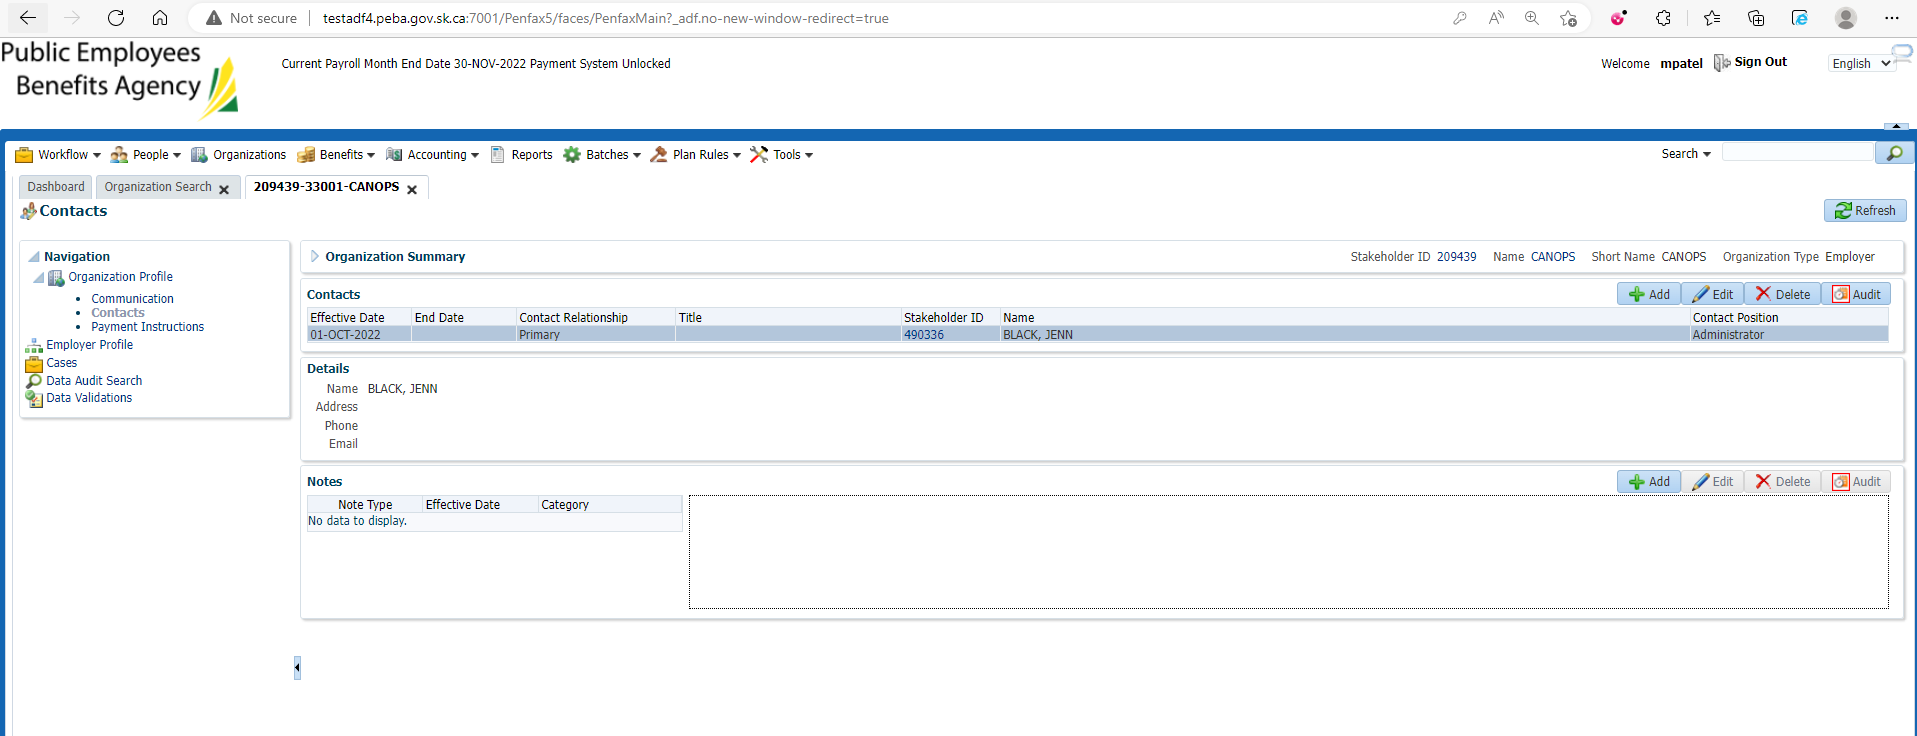 Not secure testadf4.peba.gov.sk.ca:7001/Penfax5/faces/PenfaxMain?_adf.no-new-window-redirect=true
Public Employees
Benefits Agency
Current Payroll Month End Date 30-NOV-2022 Payment System Unlocked
Welcome mpatel Sign Out English
Workflow People Organizations Benefits Accounting Reports Batches Plan Rules Tools Search
Dashboard Organization Search 209439-33001-CANOPS
Contacts
Refresh
Navigation
Organization Profile
Communication
Contacts
Payment Instructions
Employer Profile
Cases
Data Audit Search
Data Validations
Organization Summary Stakeholder ID 209439 Name CANOPS Short Name CANOPS Organization Type Employer
Contacts Add Edit Delete Audit
Effective Date End Date Contact Relationship Title Stakeholder ID Name Contact Position
01-OCT-2022 Primary 490336 BLACK, JENN Administrator
Details
Name BLACK, JENN
Address
Phone
Email
Notes Add Edit Delete Audit
Note Type Effective Date Category
No data to display.